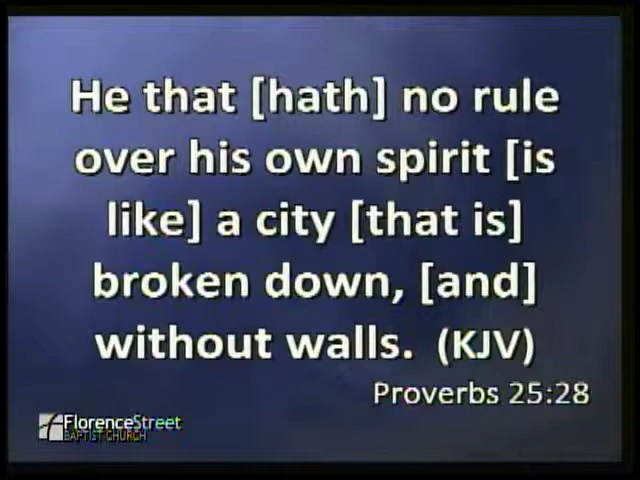 He that [hath] no rule
over his own spirit [is
like] a city [that is]
broken down, [and]
without walls. (KJV)
Proverbs 25:28
FlorenceStreet
BAPTIST CHURCH